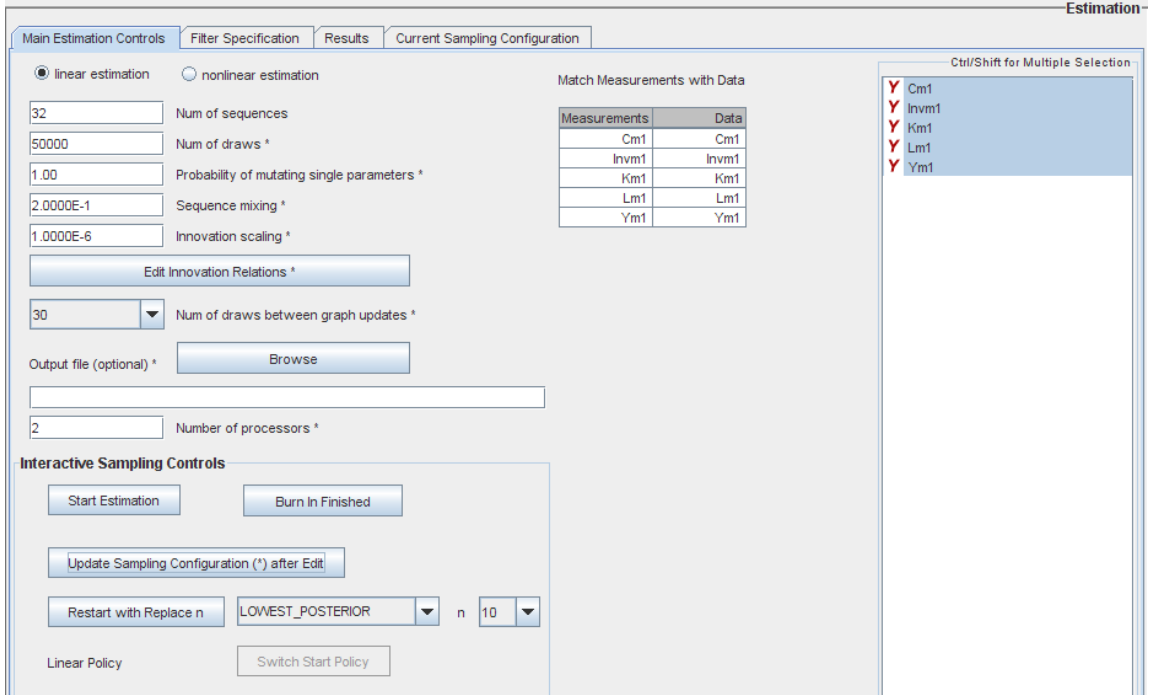 Estimation
Main Estimation Controls Filter Specification Results Current Sampling Configuration
linear estimation nonlinear estimation
32 Num of sequences
50000 Num of draws *
1.00 Probability of mutating single parameters *
2.0000E-1 Sequence mixing *
1.0000E-6 Innovation scaling *
Edit Innovation Relations *
30 Num of draws between graph updates *
Output file (optional) * Browse
2 Number of processors *
Interactive Sampling Controls
Start Estimation Burn In Finished
Update Sampling Configuration (*) after Edit
Restart with Replace n LOWEST_POSTERIOR n 10
Linear Policy Switch Start Policy
Match Measurements with Data
Measurements Data
Cm1 Cm1
Invm1 Invm1
Km1 Km1
Lm1 Lm1
Ym1 Ym1
Ctrl/Shift for Multiple Selection
Y Cm1
Y Invm1
Y Km1
Y Lm1
Y Ym1